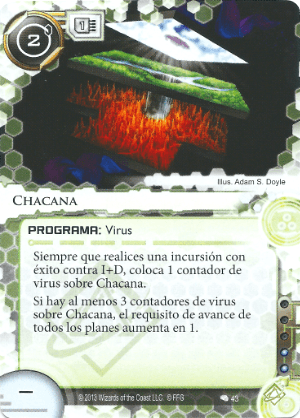 2
1
Illus. Adam S. Doyle
CHACANA
PROGRAMA: Virus
Siempre que realices una incursión con
éxito contra I+D, coloca 1 contador de
virus sobre Chacana.
Si hay al menos 3 contadores de virus
sobre Chacana, el requisito de avance de
todos los planes aumenta en 1.
–
© 2013 Wizards of the Coast LLC. © FFG
43